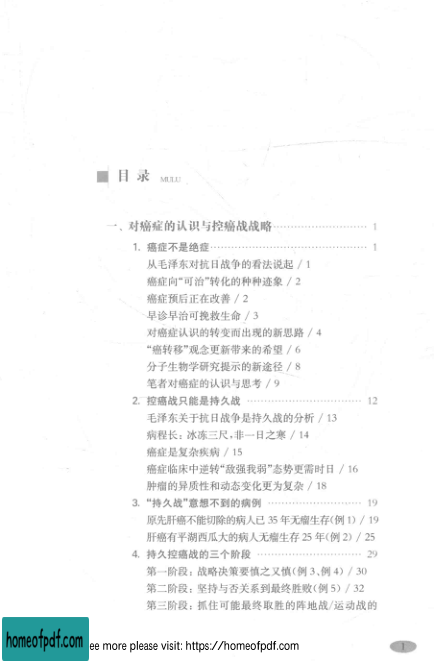 目录 MULU
一、对癌症的认识与控癌战战略 1
1. 癌症不是绝症 1
从毛泽东对抗日战争的看法说起 / 1
癌症向“可治”转化的种种迹象 / 2
癌症预后正在改善 / 2
早诊早治可挽救生命 / 3
对癌症认识的转变而出现的新思路 / 4
“癌转移”观念更新带来的希望 / 6
分子生物学研究提示的新途径 / 8
笔者对癌症的认识与思考 / 9
2. 控癌战只能是持久战 12
毛泽东关于抗日战争是持久战的分析 / 13
病程长：冰冻三尺，非一日之寒 / 14
癌症是复杂疾病 / 15
癌症临床中逆转“敌强我弱”态势更需时日 / 16
肿瘤的异质性和动态变化更为复杂 / 18
3. “持久战”意想不到的病例 19
原先肝癌不能切除的病人已 35 年无瘤生存(例 1) / 19
肝癌有平湖西瓜大的病人无瘤生存 25 年(例 2) / 25
4. 持久控癌战的三个阶段 29
第一阶段：战略决策要慎之又慎(例 3、例 4) / 30
第二阶段：坚持与否关系到最终胜败(例 5) / 32
第三阶段：抓住可能最终取胜的阵地战/运动战的
1
homeofpdf.com
ee more please visit: https://homeofpdf.com